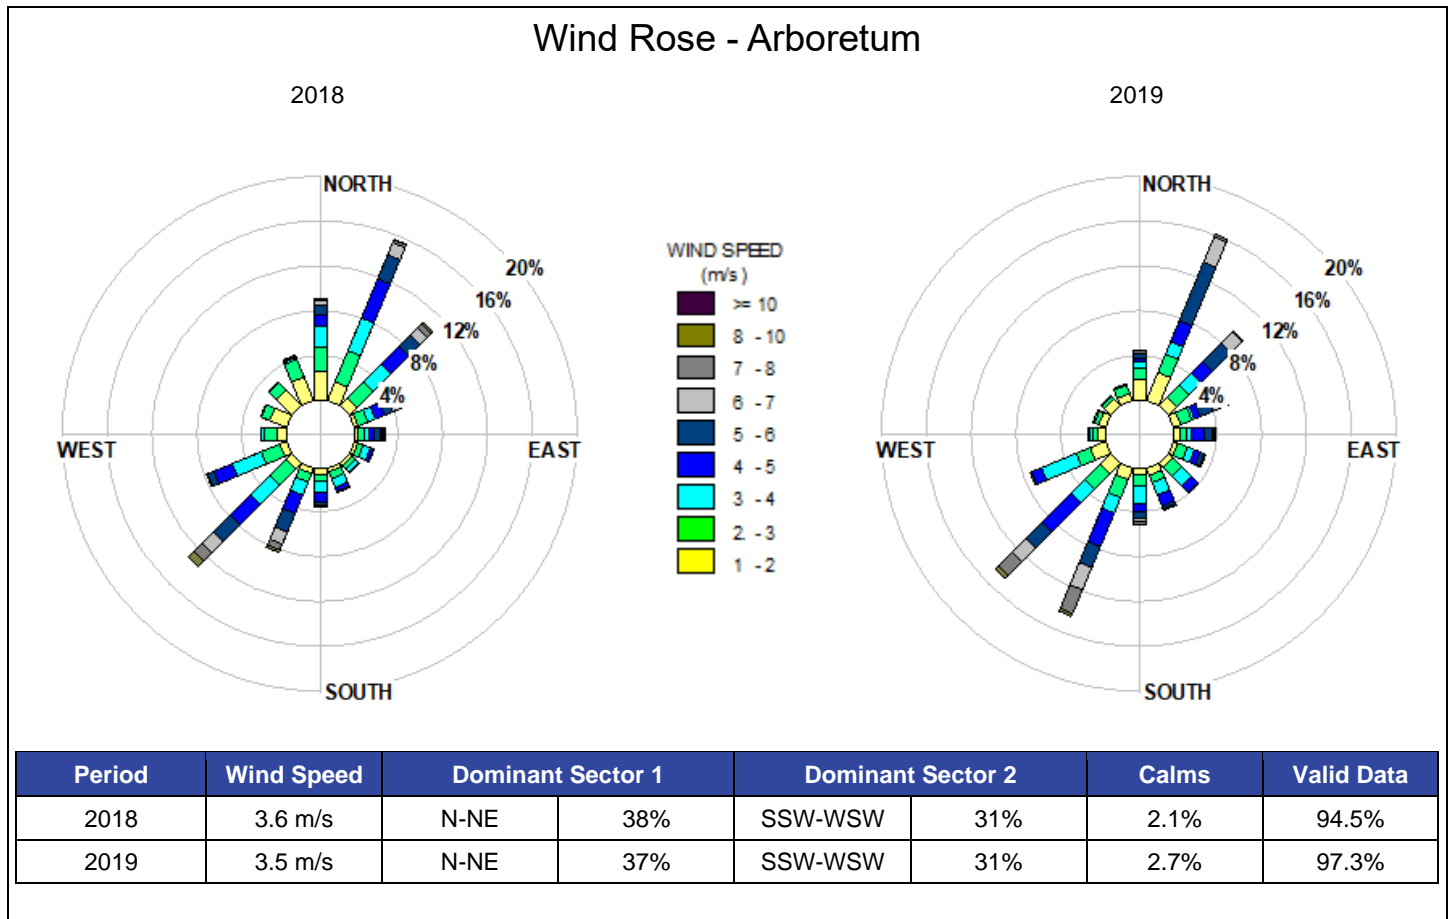 Wind Rose - Arboretum
2018
2019
NORTH
20%
16%
12%
8%
4%
WEST
EAST
SOUTH
WIND SPEED
(m/s)
>= 10
8 - 10
7 - 8
6 - 7
5 - 6
4 - 5
3 - 4
2 - 3
1 - 2
NORTH
20%
16%
12%
8%
4%
WEST
EAST
SOUTH
Period Wind Speed Dominant Sector 1 Dominant Sector 2 Calms Valid Data
2018 3.6 m/s N-NE 38% SSW-WSW 31% 2.1% 94.5%
2019 3.5 m/s N-NE 37% SSW-WSW 31% 2.7% 97.3%